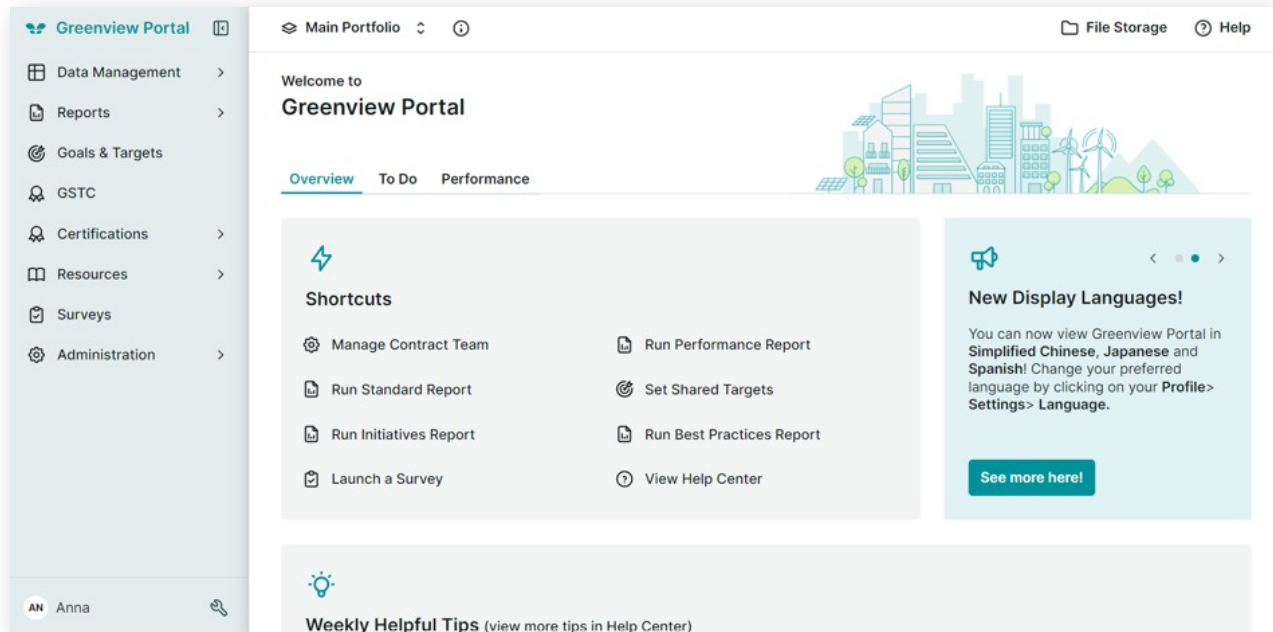 Greenview Portal
Data Management
Reports
Goals & Targets
GSTC
Certifications
Resources
Surveys
Administration
AN Anna
Main Portfolio
File Storage
Help
Welcome to
Greenview Portal
Overview To Do Performance
Shortcuts
Manage Contract Team
Run Performance Report
Run Standard Report
Set Shared Targets
Run Initiatives Report
Run Best Practices Report
Launch a Survey
View Help Center
New Display Languages!
You can now view Greenview Portal in
Simplified Chinese, Japanese and
Spanish! Change your preferred
language by clicking on your Profile>
Settings> Language.
See more here!
Weekly Helpful Tips (view more tips in Help Center)